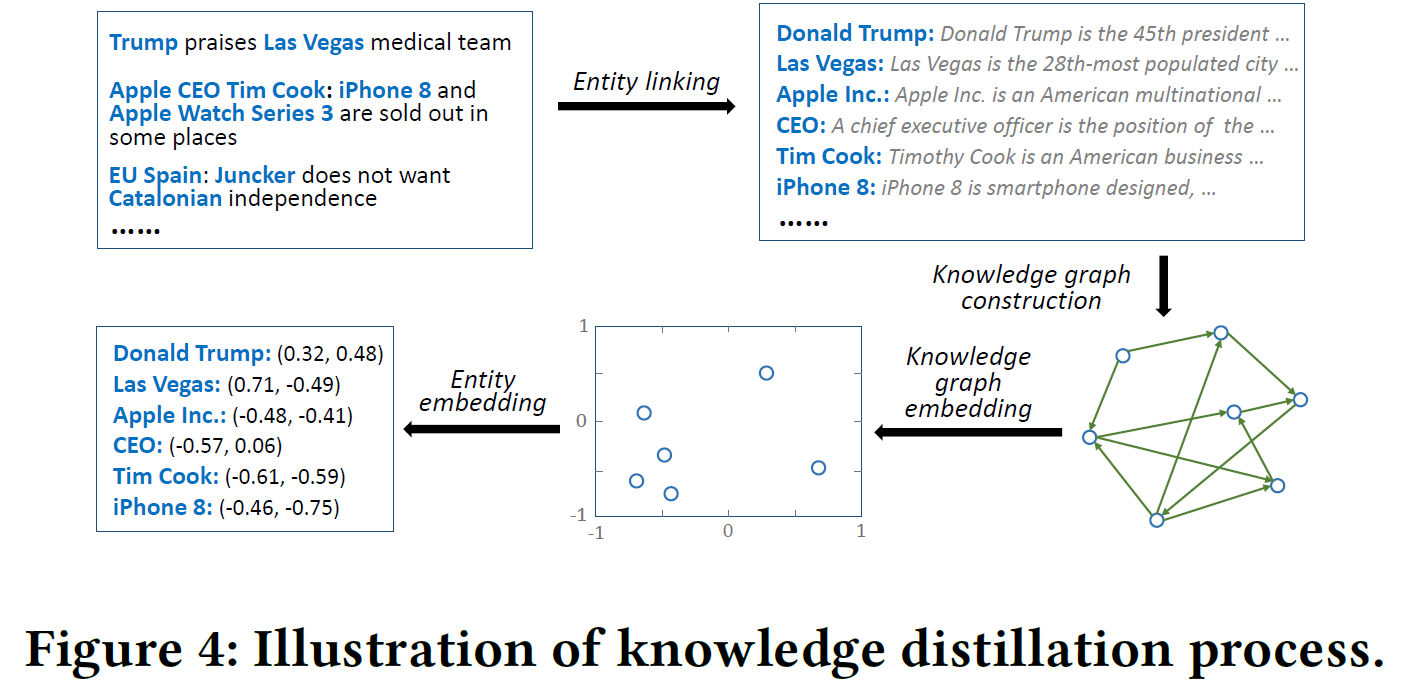 Trump praises Las Vegas medical team
Apple CEO Tim Cook: iPhone 8 and
Apple Watch Series 3 are sold out in
some places
EU Spain: Juncker does not want
Catalonian independence
......
Entity linking
Donald Trump: Donald Trump is the 45th president ...
Las Vegas: Las Vegas is the 28th-most populated city ...
Apple Inc.: Apple Inc. is an American multinational ...
CEO: A chief executive officer is the position of the ...
Tim Cook: Timothy Cook is an American business ...
iPhone 8: iPhone 8 is smartphone designed, ...
......
Knowledge graph
construction
Knowledge
graph
embedding
1
0
-1
-1
0
1
Entity
embedding
Donald Trump: (0.32, 0.48)
Las Vegas: (0.71, -0.49)
Apple Inc.: (-0.48, -0.41)
CEO: (-0.57, 0.06)
Tim Cook: (-0.61, -0.59)
iPhone 8: (-0.46, -0.75)
Figure 4: Illustration of knowledge distillation process.